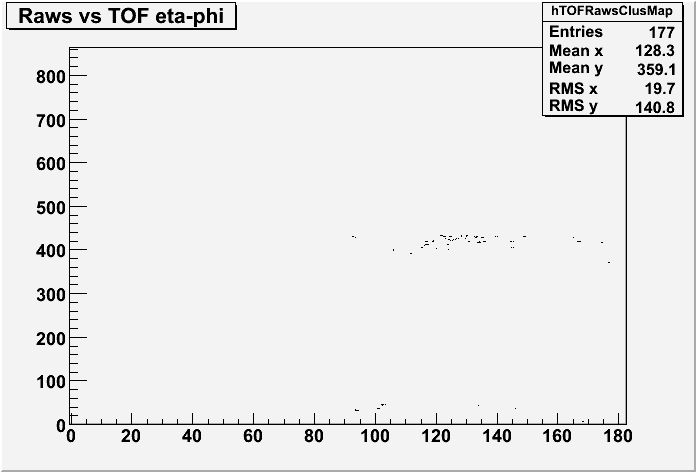 Raws vs TOF eta-phi
hTOFRawsClusMap
Entries 177
Mean x 128.3
Mean y 359.1
RMS x 19.7
RMS y 140.8
800
700
600
500
400
300
200
100
0
0 20 40 60 80 100 120 140 160 180